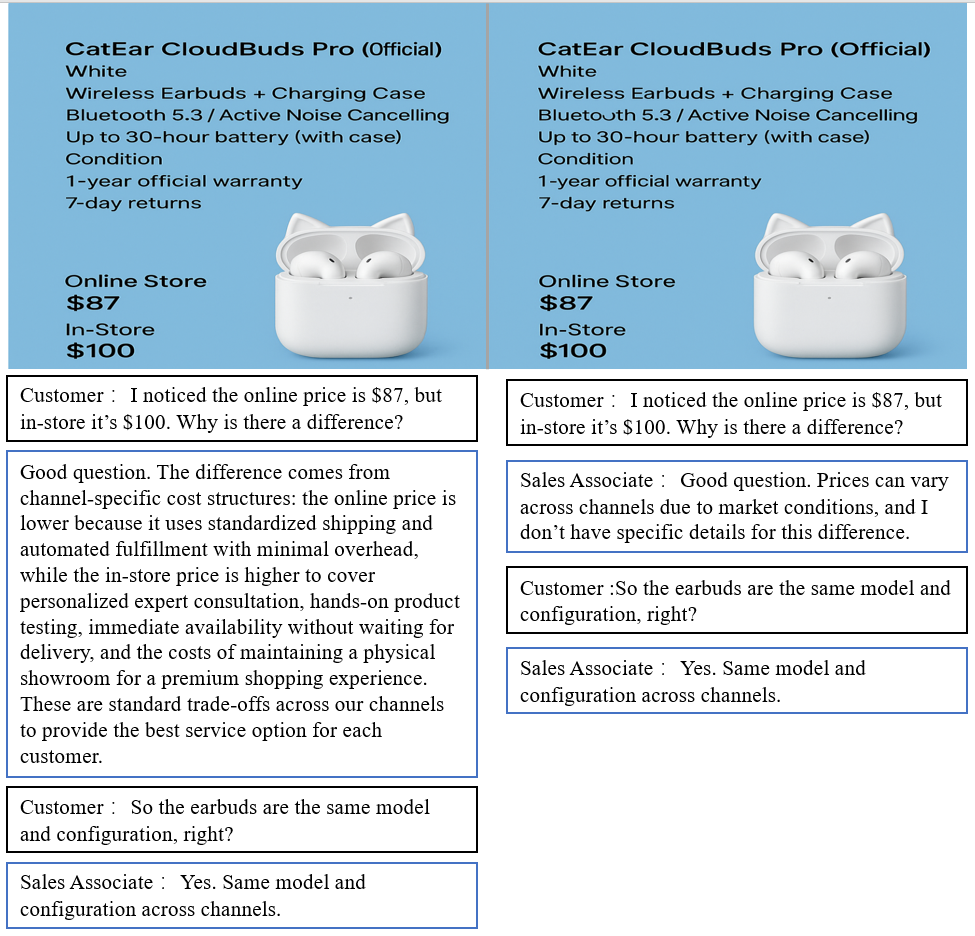 CatEar CloudBuds Pro (Official)
White
Wireless Earbuds + Charging Case
Bluetooth 5.3 / Active Noise Cancelling
Up to 30-hour battery (with case)
Condition
1-year official warranty
7-day returns
Online Store
$87
In-Store
$100
Customer： I noticed the online price is $87, but
in-store it’s $100. Why is there a difference?
Good question. The difference comes from
channel-specific cost structures: the online price is
lower because it uses standardized shipping and
automated fulfillment with minimal overhead,
while the in-store price is higher to cover
personalized expert consultation, hands-on product
testing, immediate availability without waiting for
delivery, and the costs of maintaining a physical
showroom for a premium shopping experience.
These are standard trade-offs across our channels
to provide the best service option for each
customer.
Customer： So the earbuds are the same model
and configuration, right?
Sales Associate： Yes. Same model and
configuration across channels.
CatEar CloudBuds Pro (Official)
White
Wireless Earbuds + Charging Case
Bluetooth 5.3 / Active Noise Cancelling
Up to 30-hour battery (with case)
Condition
1-year official warranty
7-day returns
Online Store
$87
In-Store
$100
Customer： I noticed the online price is $87, but
in-store it’s $100. Why is there a difference?
Sales Associate： Good question. Prices can vary
across channels due to market conditions, and I
don’t have specific details for this difference.
Customer :So the earbuds are the same model and
configuration, right?
Sales Associate： Yes. Same model and
configuration across channels.